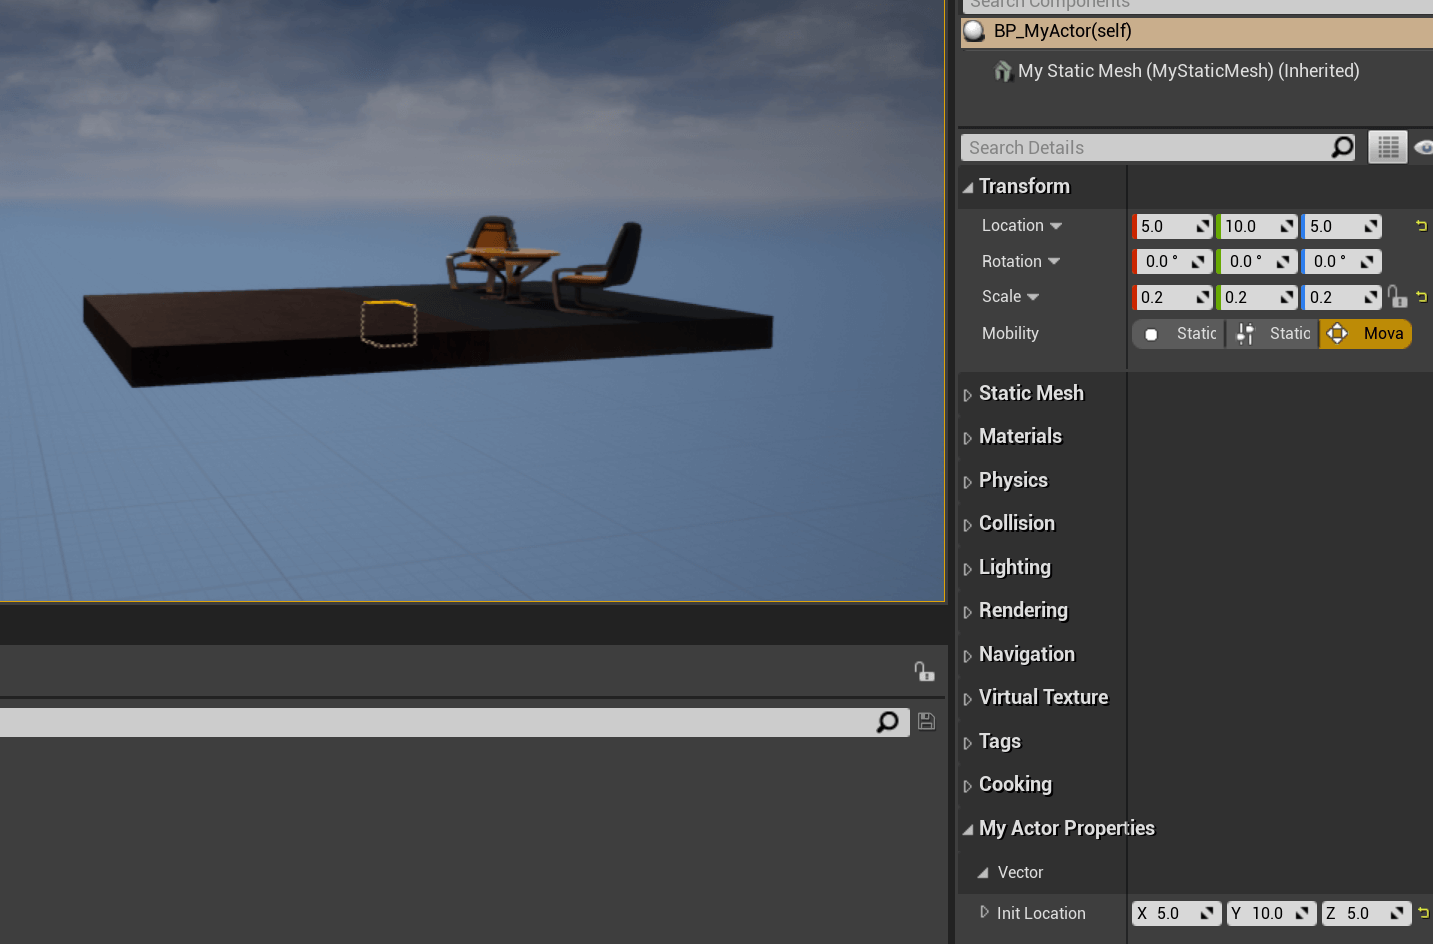 Search Components
BP_MyActor(self)
My Static Mesh (MyStaticMesh) (Inherited)
Search Details
Transform
Location 5.0 10.0 5.0
Rotation 0.0 ° 0.0 ° 0.0 °
Scale 0.2 0.2 0.2
Mobility Static Static Mova
Static Mesh
Materials
Physics
Collision
Lighting
Rendering
Navigation
Virtual Texture
Tags
Cooking
My Actor Properties
Vector
Init Location X 5.0 Y 10.0 Z 5.0